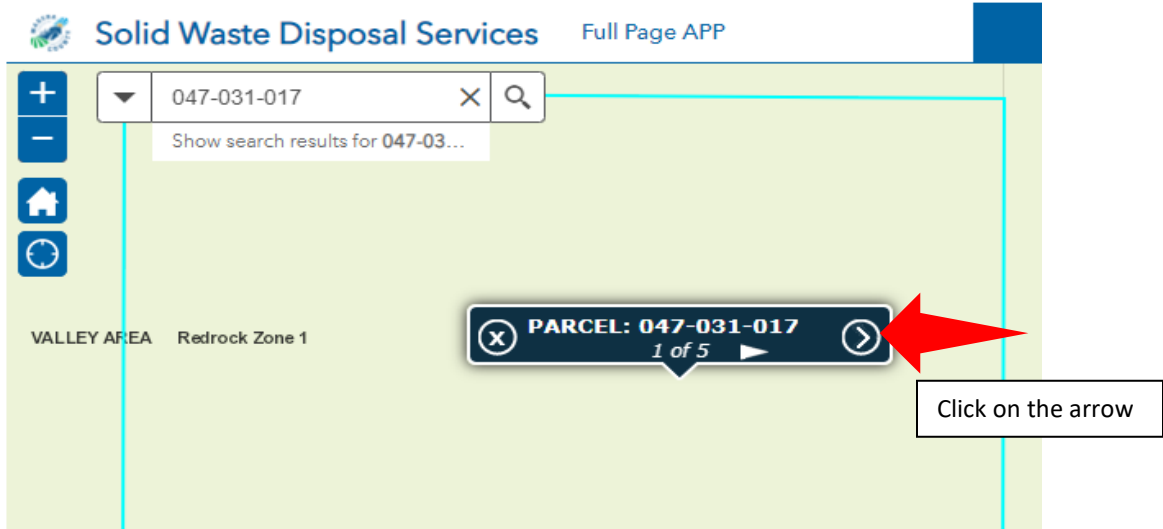 Solid Waste Disposal Services Full Page APP
047-031-017
Show search results for 047-03...
VALLEY AREA Redrock Zone 1
PARCEL: 047-031-017
1 of 5
Click on the arrow